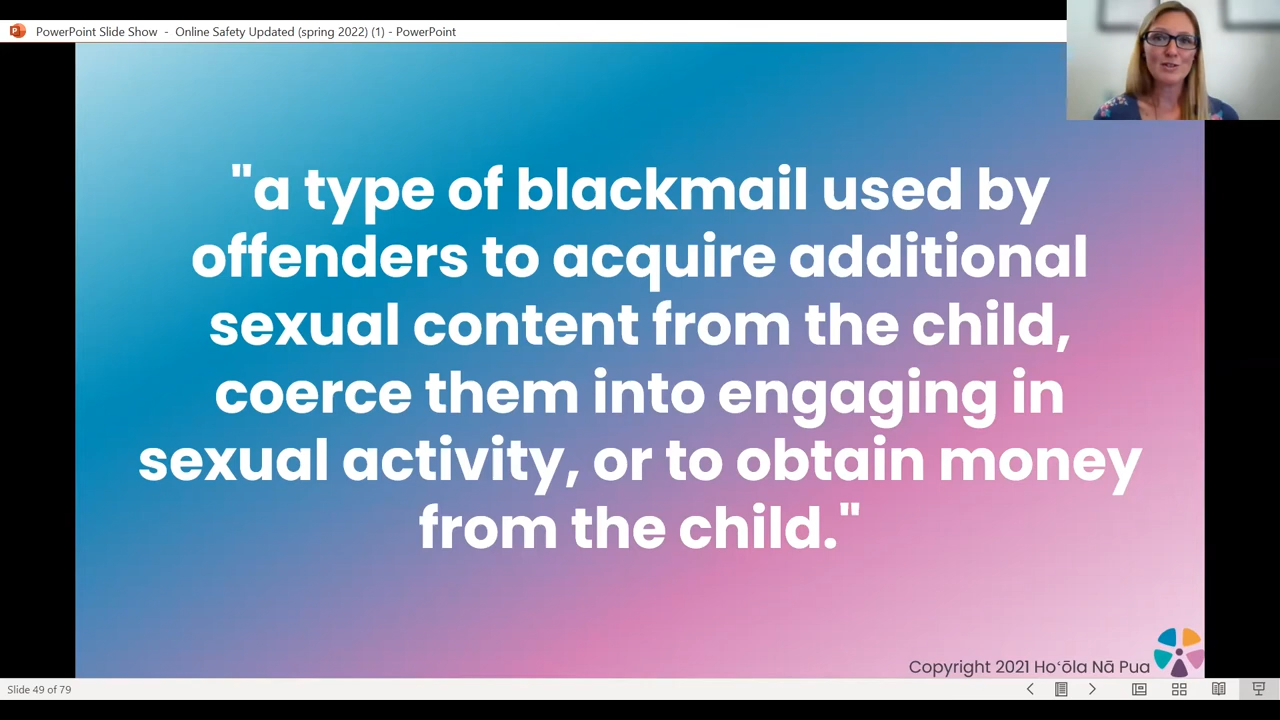 PowerPoint Slide Show - Online Safety Updated (spring 2022) (1) - PowerPoint
"a type of blackmail used by
offenders to acquire additional
sexual content from the child,
coerce them into engaging in
sexual activity, or to obtain money
from the child."
Copyright 2021 Hoʻōla Nā Pua
Slide 49 of 79